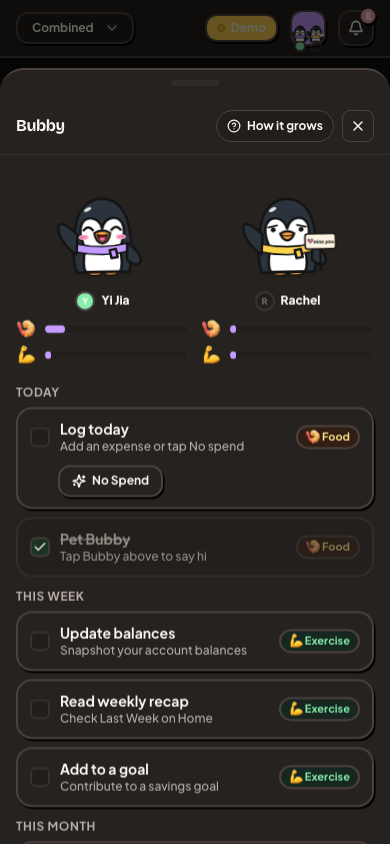 Combined
Demo
8
Bubby
How it grows
miss you
Y Yi Jia
R Rachel
TODAY
Log today
Add an expense or tap No spend
Food
No Spend
Pet Bubby
Tap Bubby above to say hi
Food
THIS WEEK
Update balances
Snapshot your account balances
Exercise
Read weekly recap
Check Last Week on Home
Exercise
Add to a goal
Contribute to a savings goal
Exercise
THIS MONTH